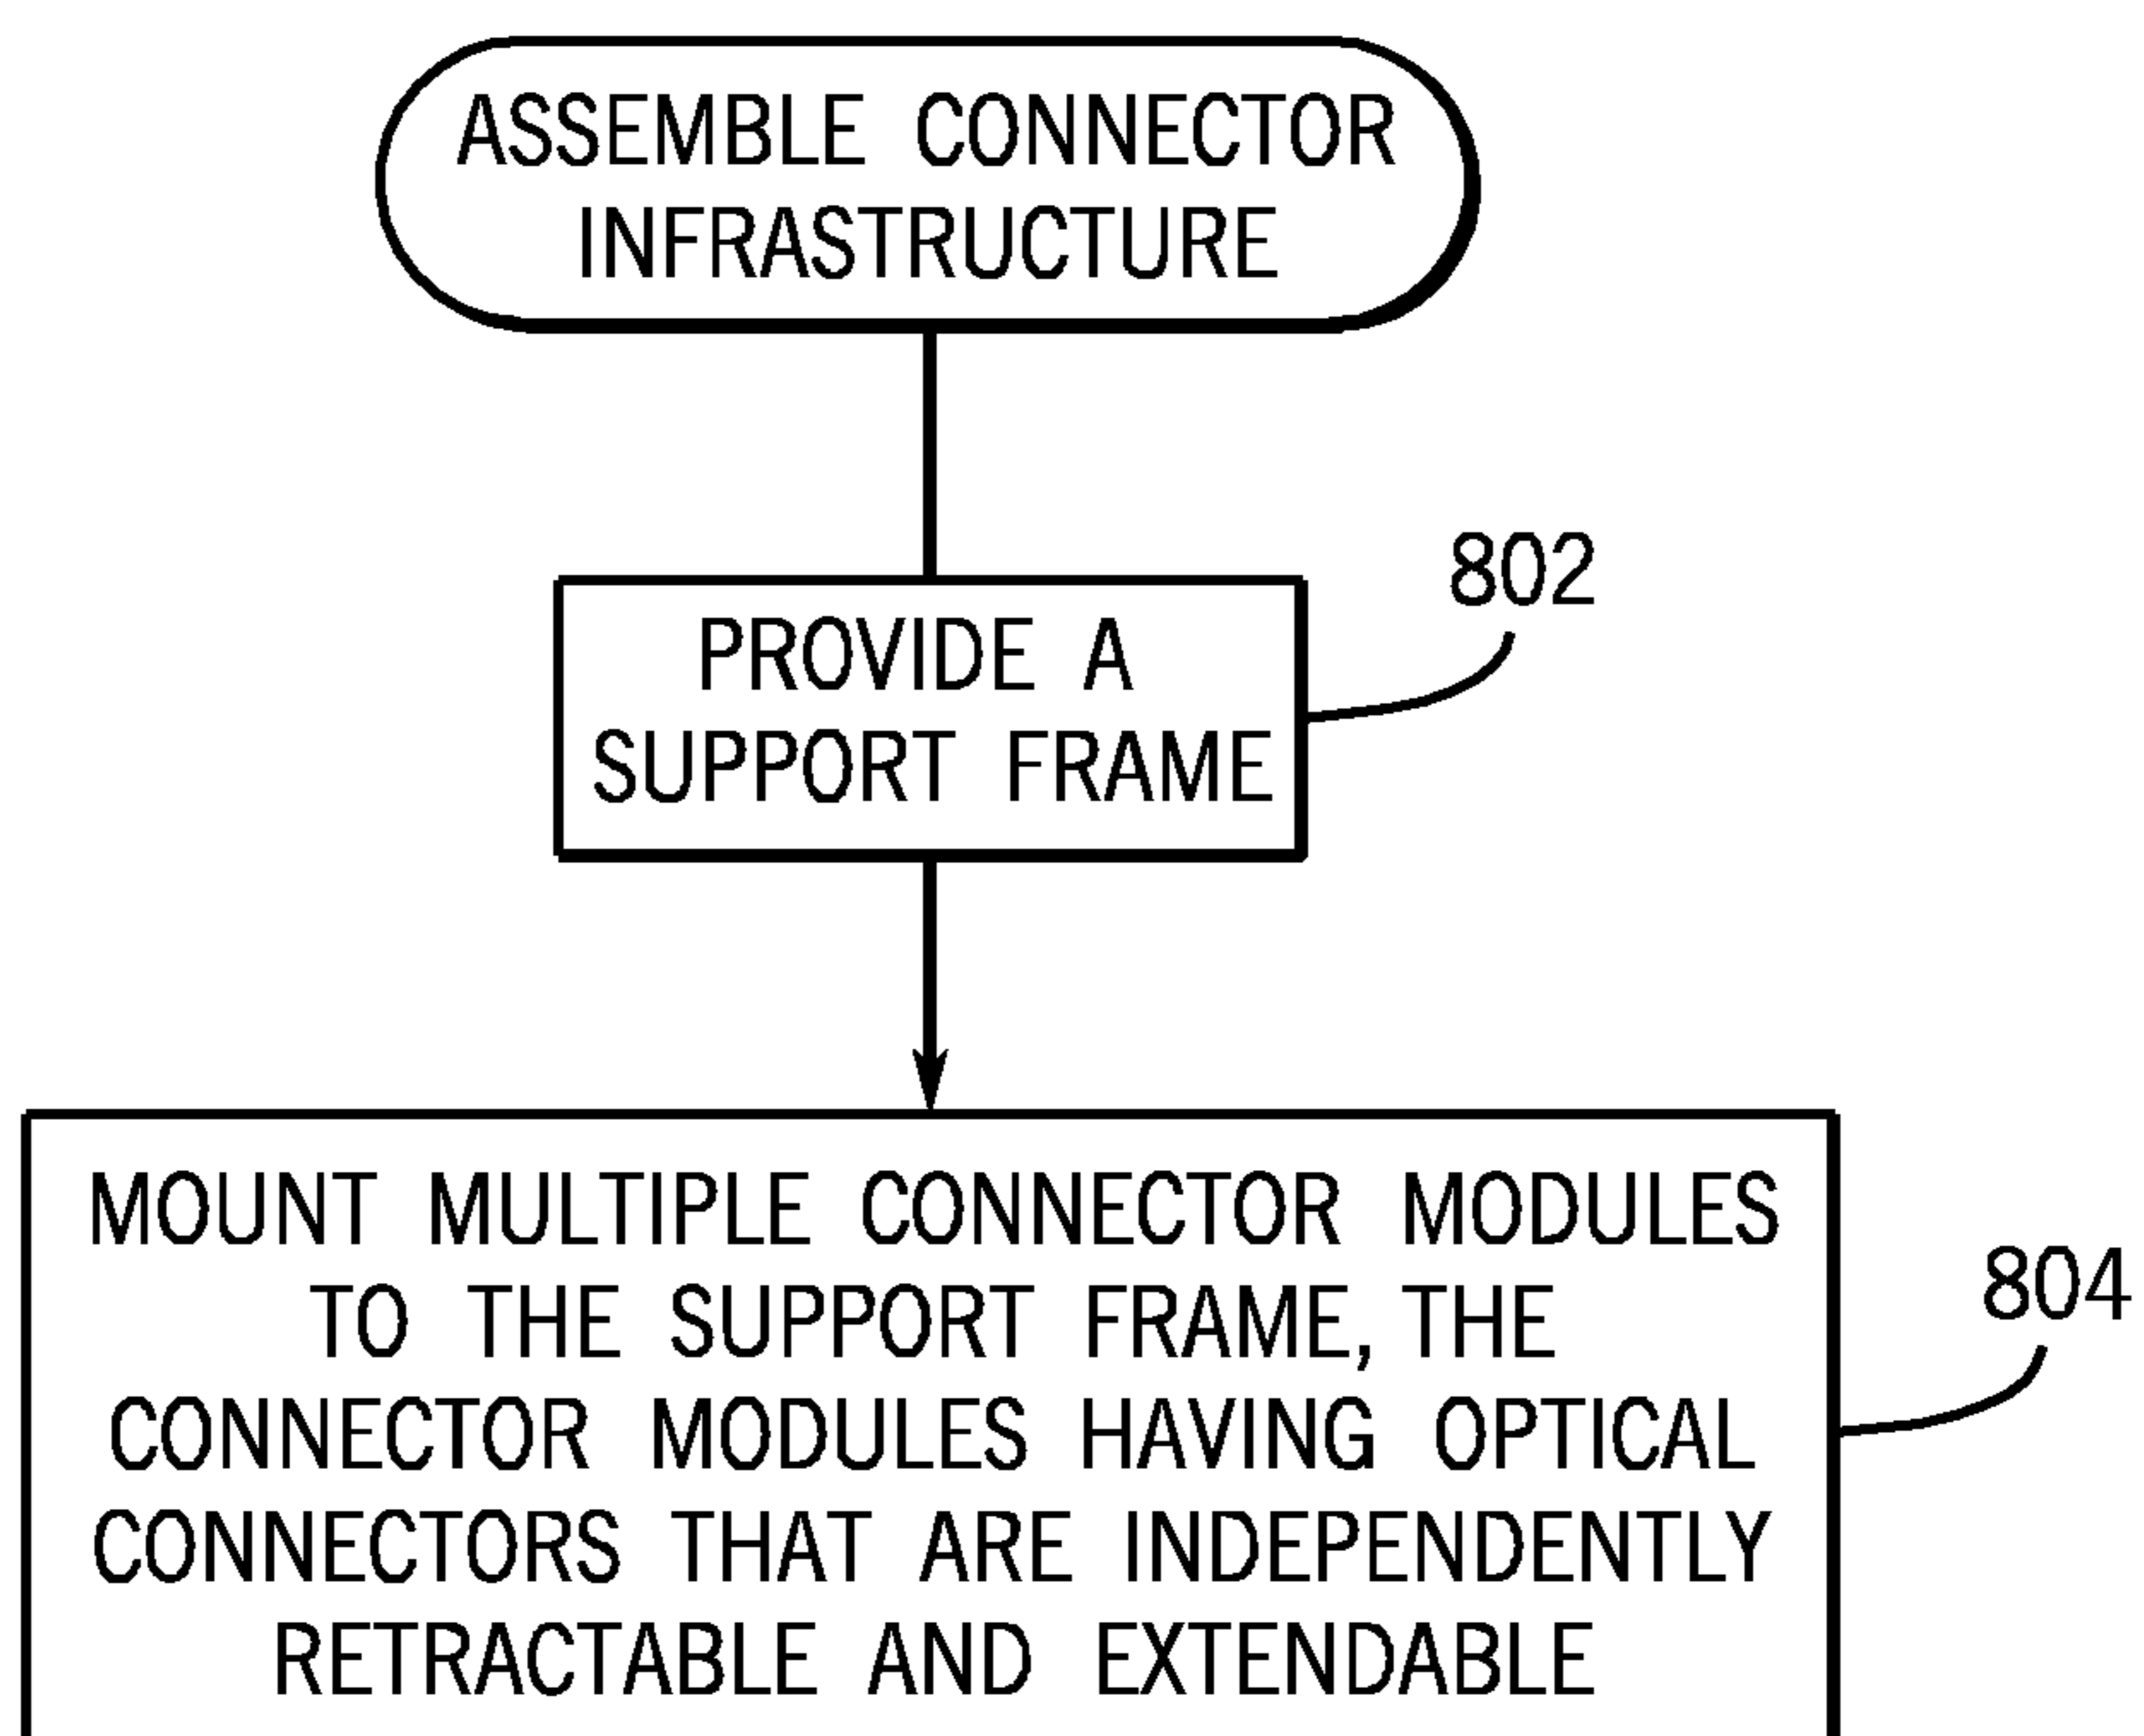 ASSEMBLE CONNECTOR
INFRASTRUCTURE
802
PROVIDE A
SUPPORT FRAME
MOUNT MULTIPLE CONNECTOR MODULES
TO THE SUPPORT FRAME, THE
CONNECTOR MODULES HAVING OPTICAL
CONNECTORS THAT ARE INDEPENDENTLY
RETRACTABLE AND EXTENDABLE
804